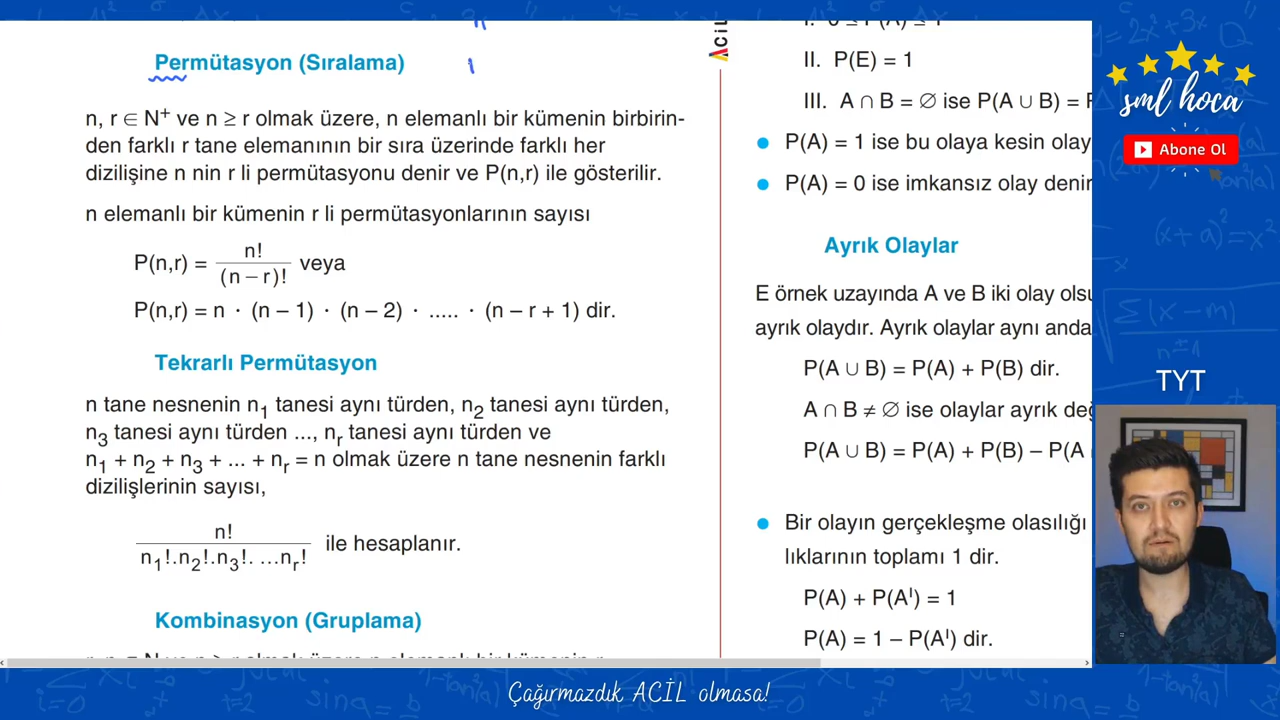 Permütasyon (Sıralama)
n, r ∈ N⁺ ve n ≥ r olmak üzere, n elemanlı bir kümenin birbirin-
den farklı r tane elemanının bir sıra üzerinde farklı her
dizilişine n nin r li permütasyonu denir ve P(n,r) ile gösterilir.
n elemanlı bir kümenin r li permütasyonlarının sayısı
P(n,r) = n! / (n – r)! veya
P(n,r) = n · (n – 1) · (n – 2) · ..... · (n – r + 1) dir.
Tekrarlı Permütasyon
n tane nesnenin n₁ tanesi aynı türden, n₂ tanesi aynı türden,
n₃ tanesi aynı türden ..., nᵣ tanesi aynı türden ve
n₁ + n₂ + n₃ + ... + nᵣ = n olmak üzere n tane nesnenin farklı
dizilişlerinin sayısı,
n! / n₁!.n₂!.n₃!. ...nᵣ! ile hesaplanır.
Kombinasyon (Gruplama)
ACİL
II. P(E) = 1
III. A ∩ B = ∅ ise P(A ∪ B) =
P(A) = 1 ise bu olaya kesin olay
P(A) = 0 ise imkansız olay denir
Ayrık Olaylar
E örnek uzayında A ve B iki olay
ayrık olaydır. Ayrık olaylar aynı anda
P(A ∪ B) = P(A) + P(B) dir.
A ∩ B ≠ ∅ ise olaylar ayrık
P(A ∪ B) = P(A) + P(B) – P(A
Bir olayın gerçekleşme olasılığı
lıklarının toplamı 1 dir.
P(A) + P(Aᴵ) = 1
P(A) = 1 – P(Aᴵ) dir.
sml hoca
Abone Ol
TYT
Çağırmazdık ACİL olmasa!